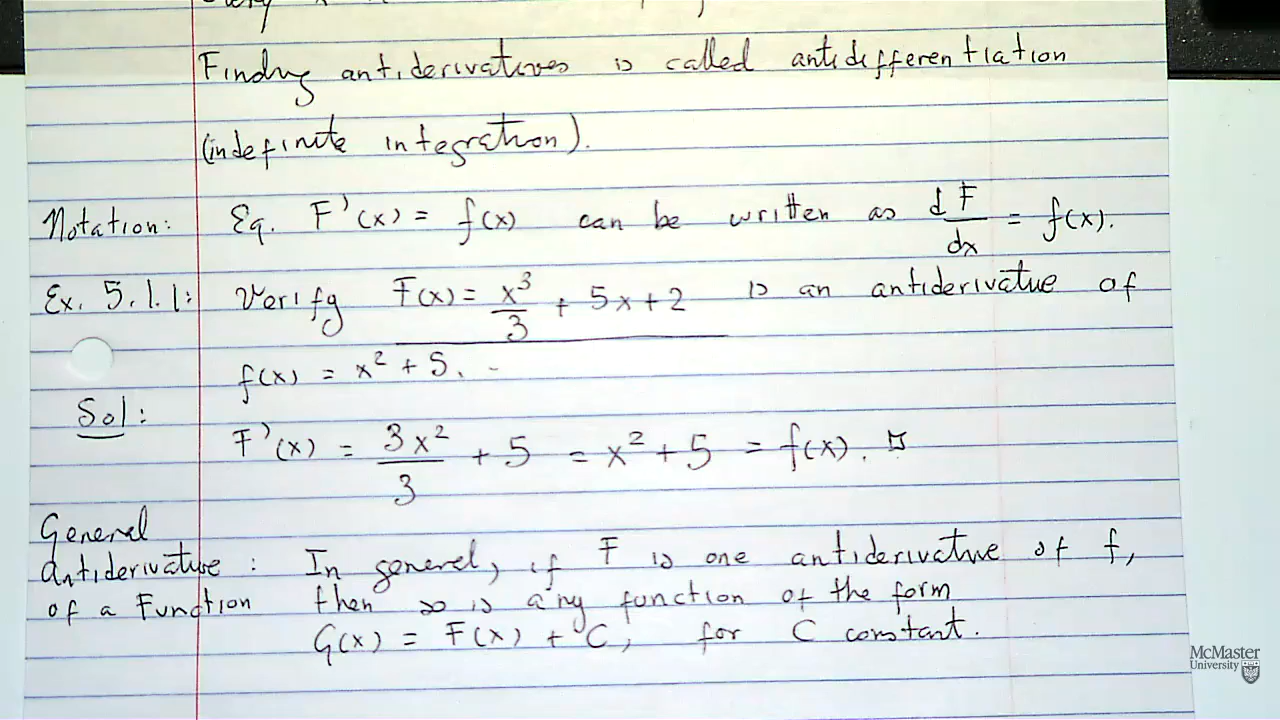 Finding antiderivatives is called antidifferentiation
(indefinite integration).
Notation: Eq. F'(x) = f(x) can be written as dF/dx = f(x).
Ex. 5.1.1: Verify F(x) = x³/3 + 5x + 2 is an antiderivative of
f(x) = x² + 5.
Sol:
F'(x) = 3x²/3 + 5 = x² + 5 = f(x).
General
antiderivative : In general, if F is one antiderivative of f,
of a Function then so is any function of the form
G(x) = F(x) + C, for C constant.
McMaster
University